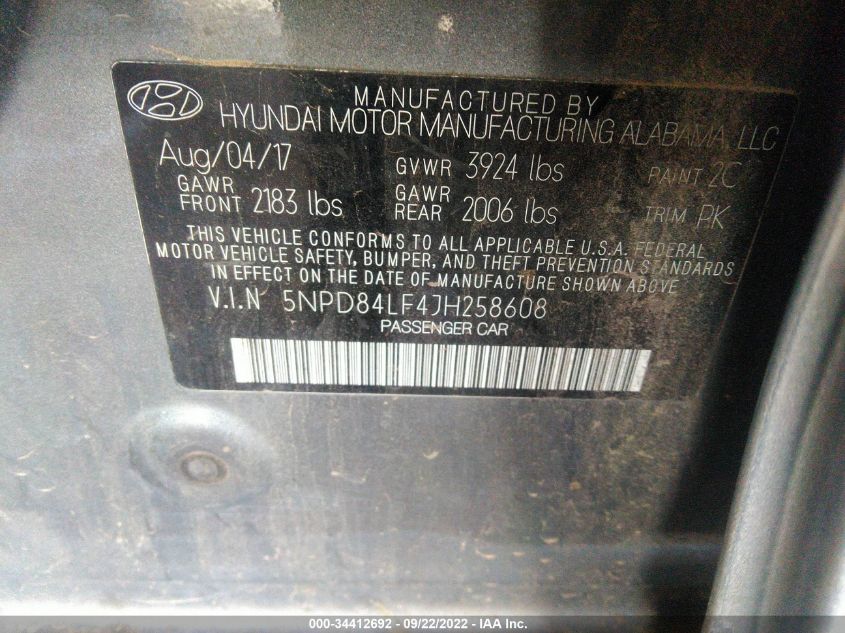 MANUFACTURED BY
HYUNDAI MOTOR MANUFACTURING ALABAMA, LLC
Aug/04/17 GVWR 3924 lbs PAINT 2C
GAWR FRONT 2183 lbs GAWR REAR 2006 lbs TRIM PK
THIS VEHICLE CONFORMS TO ALL APPLICABLE U.S.A. FEDERAL
MOTOR VEHICLE SAFETY, BUMPER, AND THEFT PREVENTION STANDARDS
IN EFFECT ON THE DATE OF MANUFACTURE SHOWN ABOVE.
V.I.N 5NPD84LF4JH258608
PASSENGER CAR
000-34412692 - 09/22/2022 - IAA Inc.